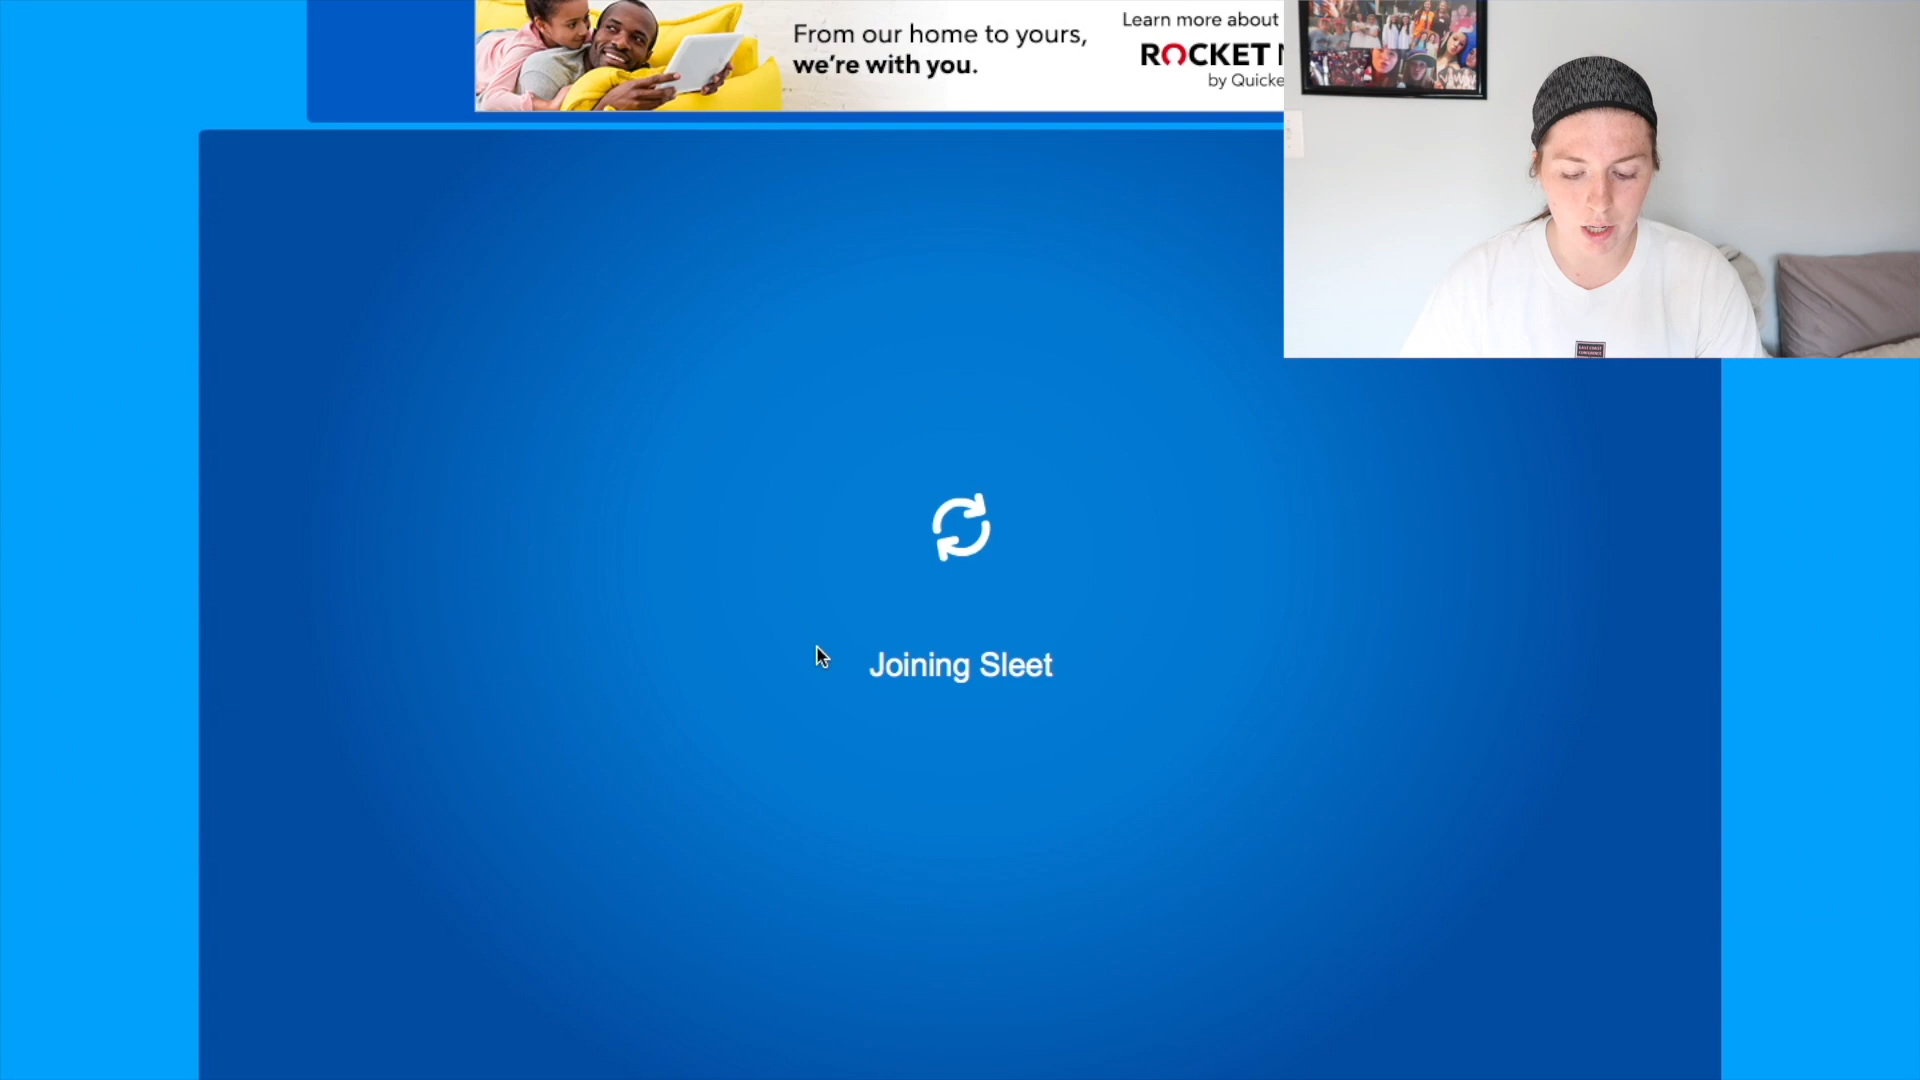 From our home to yours,
we're with you.
Learn more about
ROCKET
by Quicke
Joining Sleet